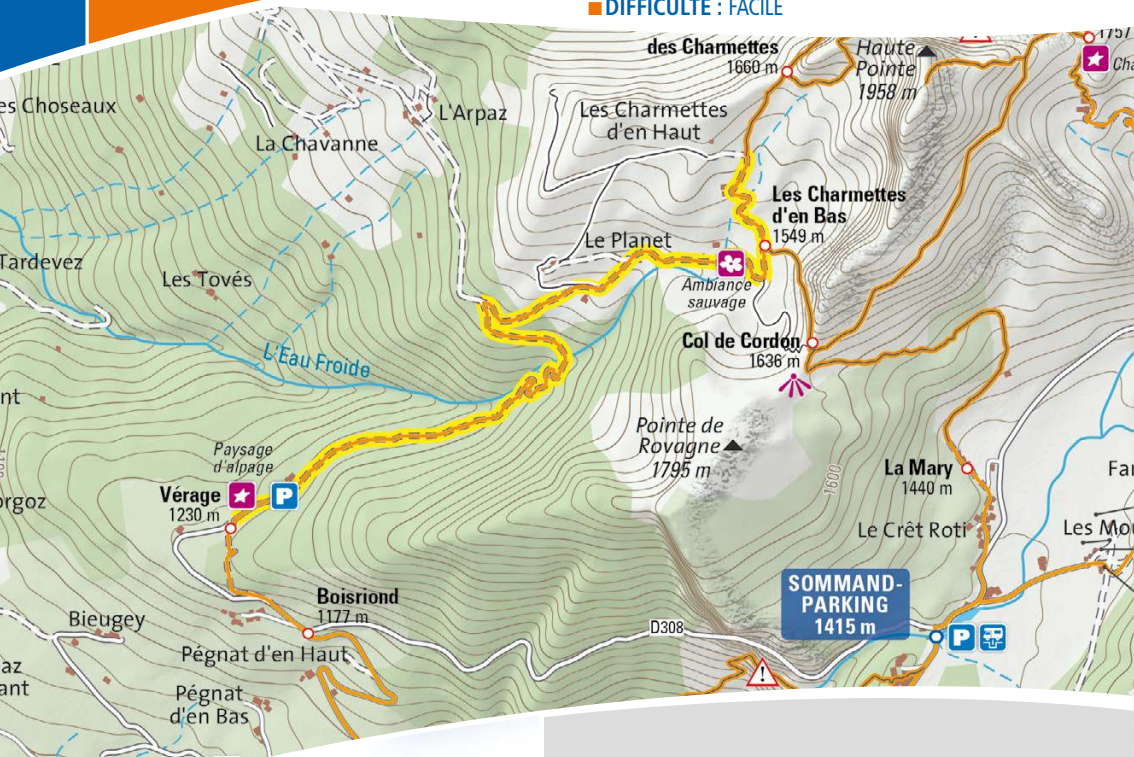 ■ DIFFICULTÉ : FACILE
des Charmettes
1660 m
Haute
Pointe
1958 m
1757
es Choseaux
L'Arpaz
La Chavanne
Les Charmettes
d'en Haut
Les Charmettes
d'en Bas
1549 m
Le Planet
Tardevez
Les Tovés
Ambiance
sauvage
L'Eau Froide
Col de Cordon
1636 m
Pointe de
Rovagne
1795 m
Paysage
d'alpage
Vérage
1230 m
P
1600
La Mary
1440 m
Le Crêt Roti
Boisriond
1177 m
SOMMAND-
PARKING
1415 m
P
D308
Bieugey
Pégnat d'en Haut
Pégnat
d'en Bas